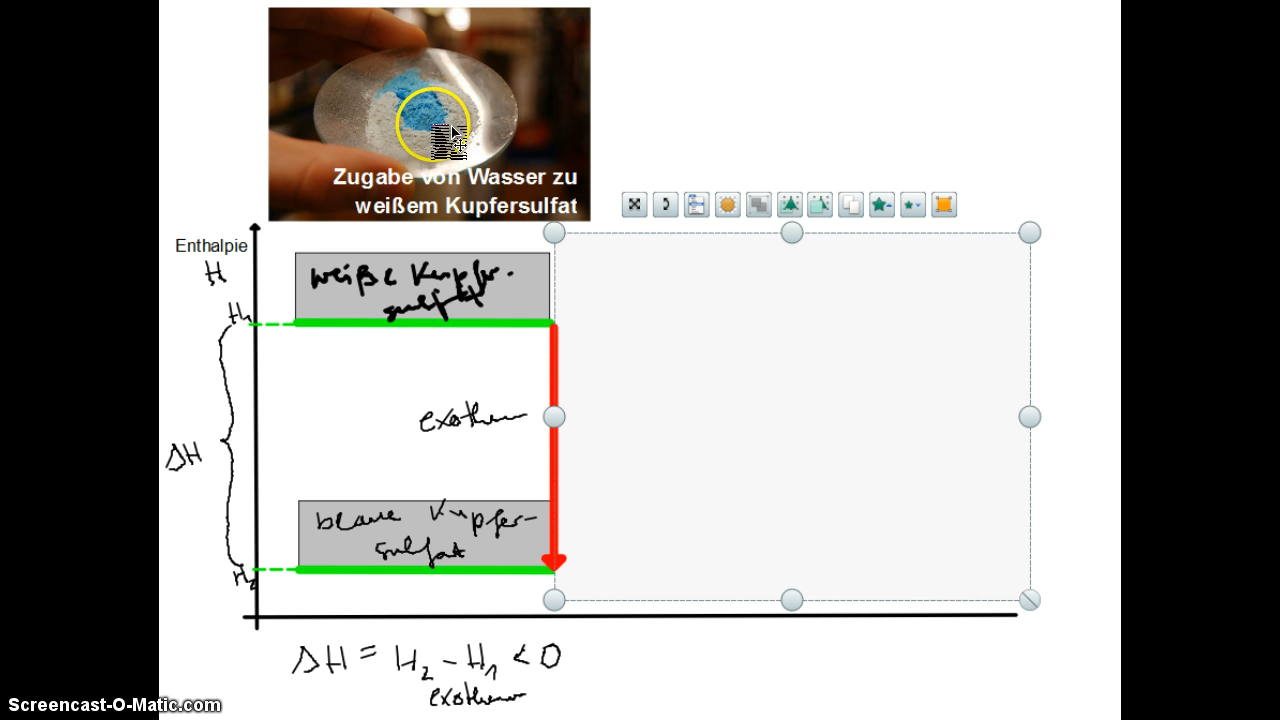 Zugabe von Wasser zu
weißem Kupfersulfat
Enthalpie
H
weiße Kupfer-
sulfat
H1
exotherm
ΔH
blaue Kupfer-
sulfat
H2
ΔH = H2 - H1 < 0
exotherm
Screencast-O-Matic.com